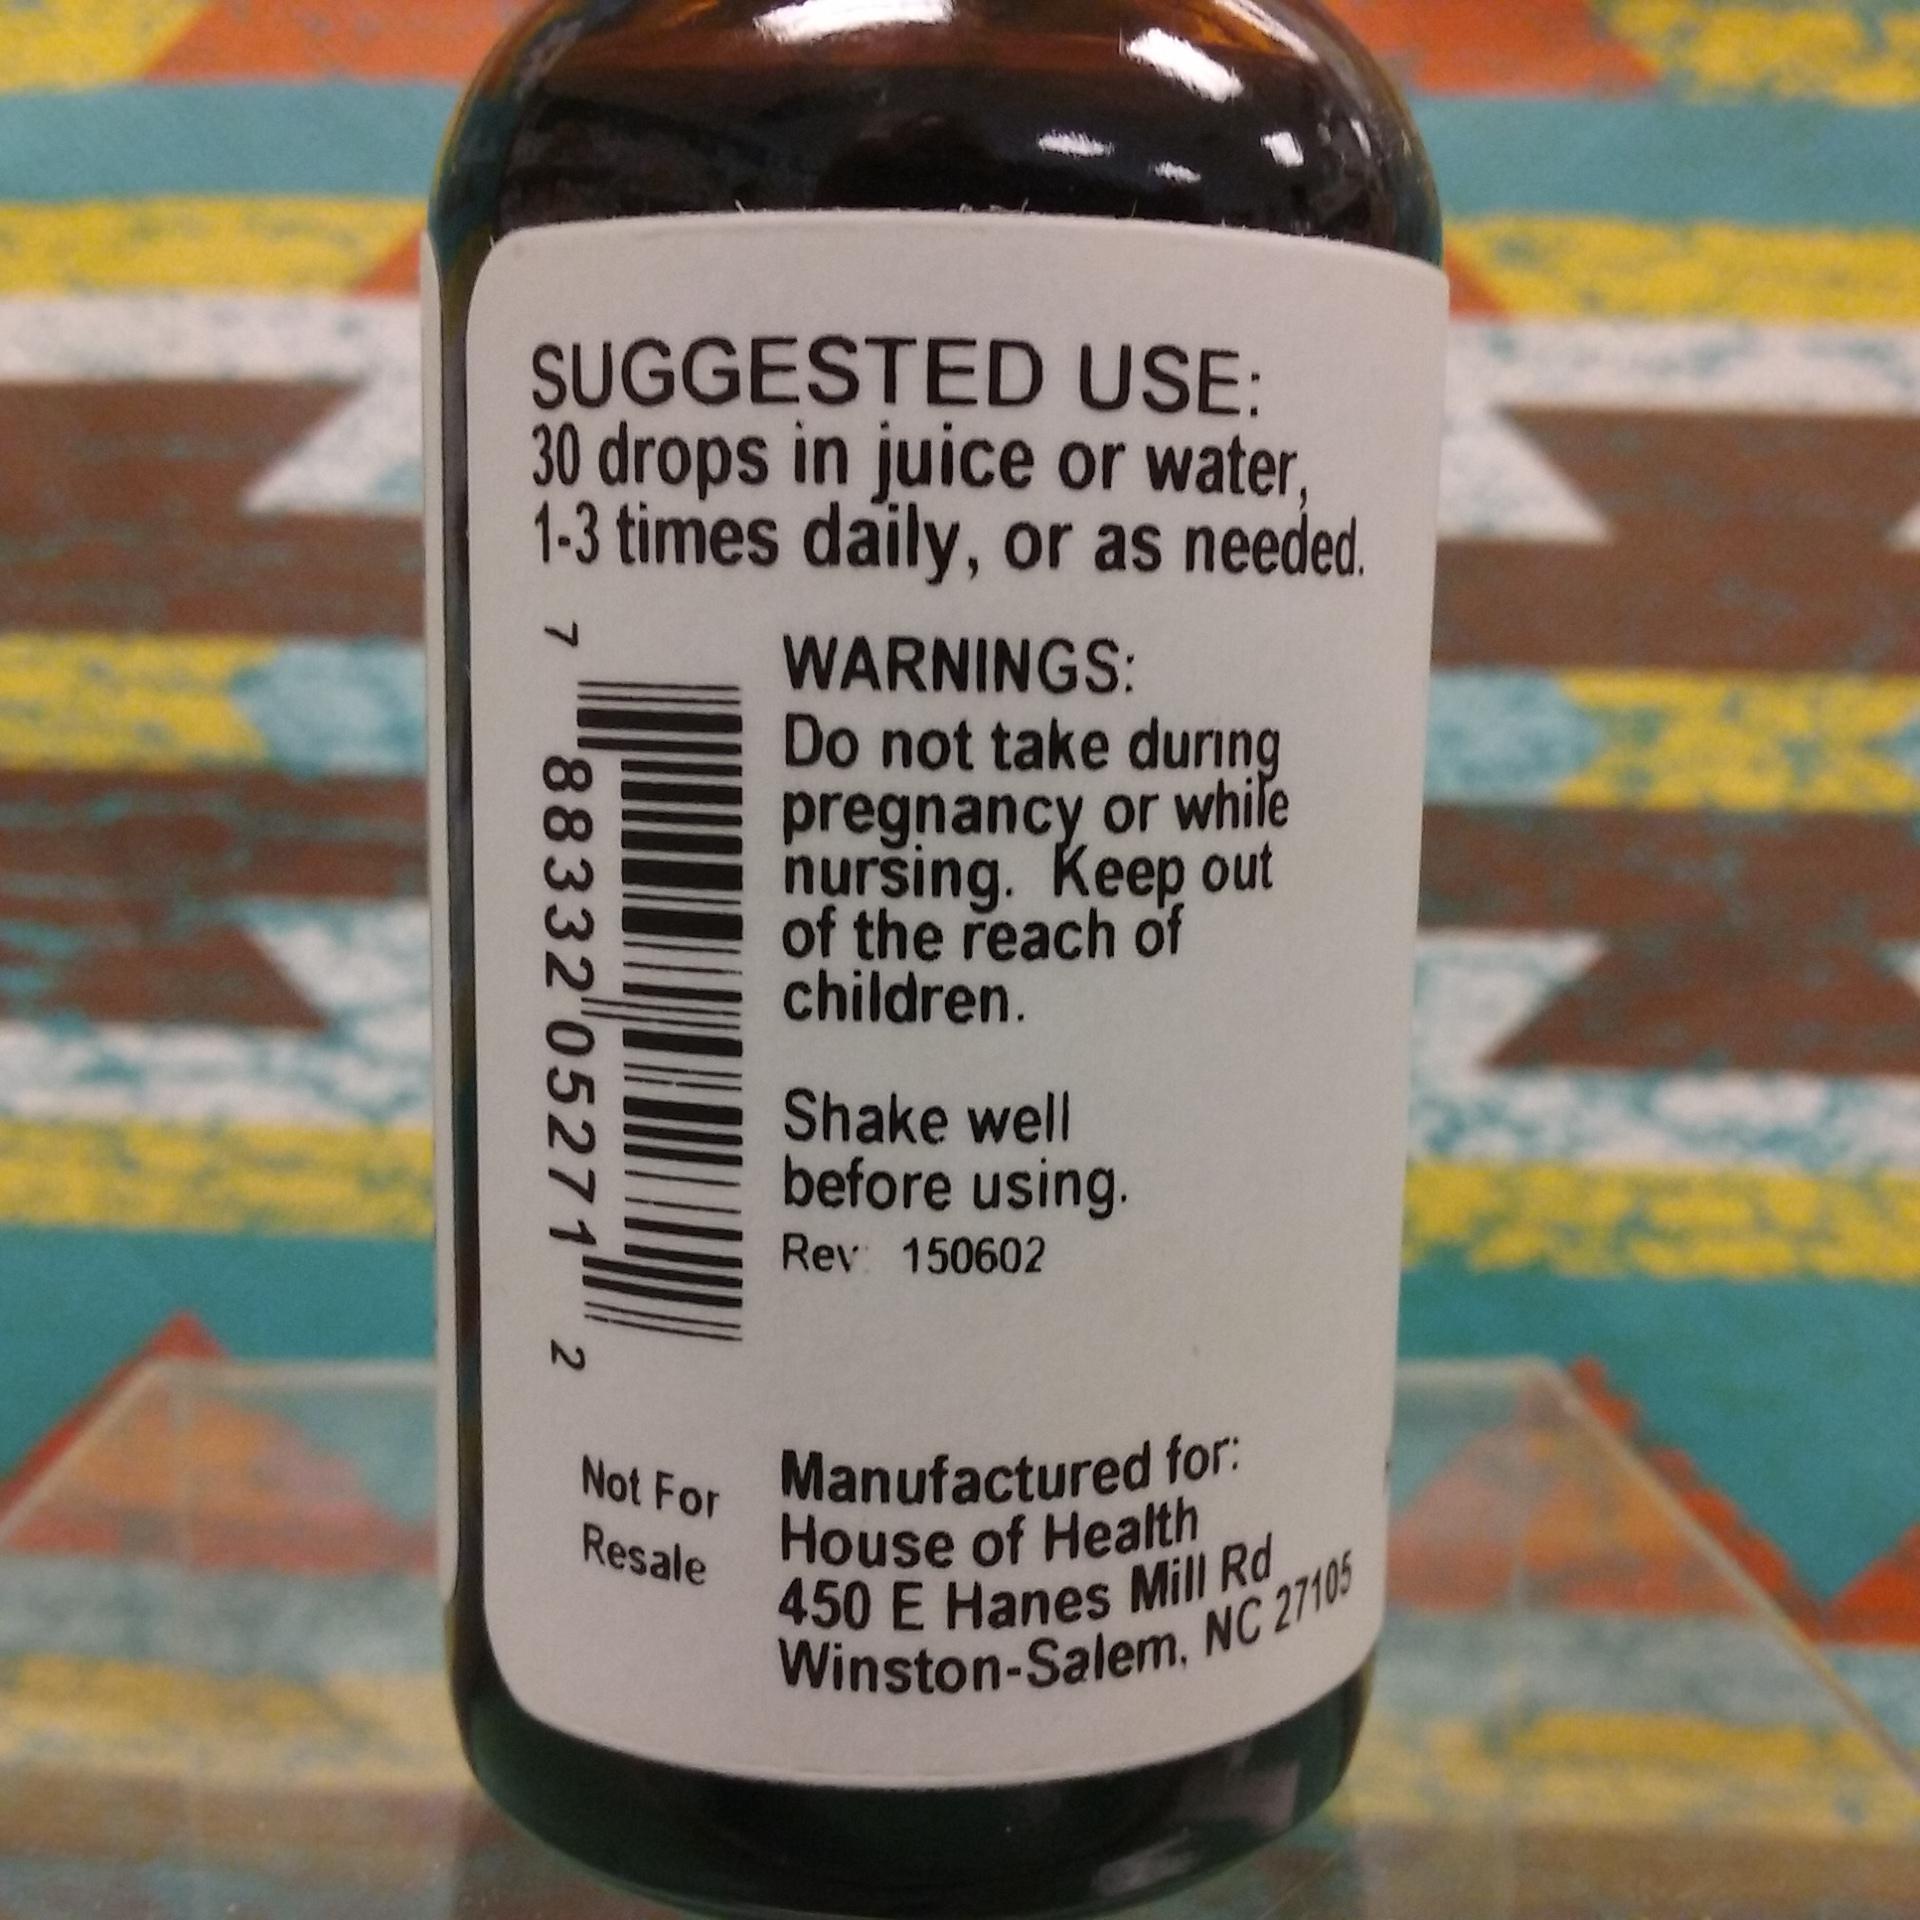 SUGGESTED USE:
30 drops in juice or water,
1-3 times daily, or as needed.
7 88332 05271 2
WARNINGS:
Do not take during
pregnancy or while
nursing. Keep out
of the reach of
children.
Shake well
before using.
Rev: 150602
Not For
Resale
Manufactured for:
House of Health
450 E Hanes Mill Rd
Winston-Salem, NC 27105